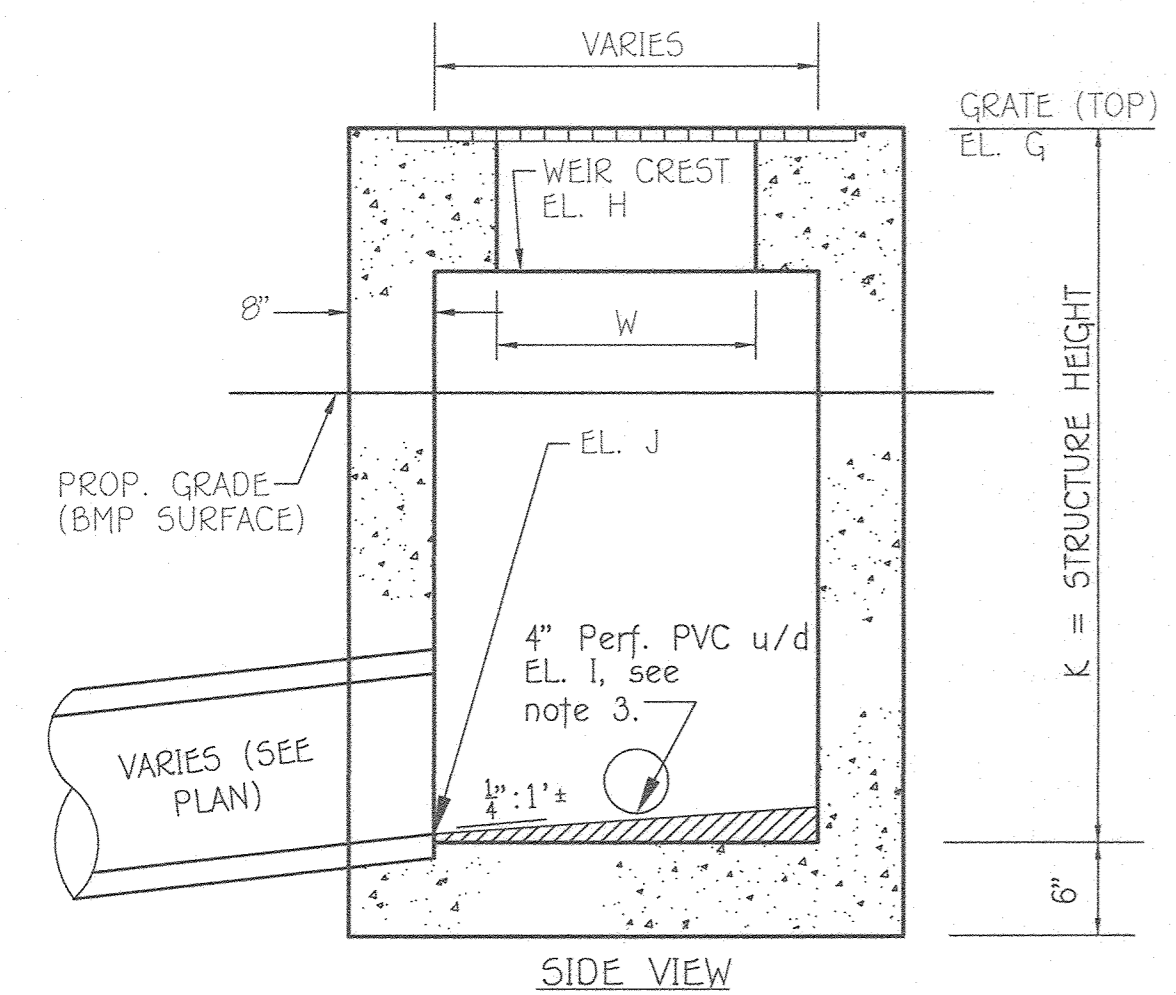 VARIES
GRATE (TOP)
EL. G
WEIR CREST
EL. H
8"
W
K = STRUCTURE HEIGHT
EL. J
PROP. GRADE
(BMP SURFACE)
4" Perf. PVC u/d
EL. I, see
note 3.
VARIES (SEE
PLAN)
1/4":1'±
6"
SIDE VIEW